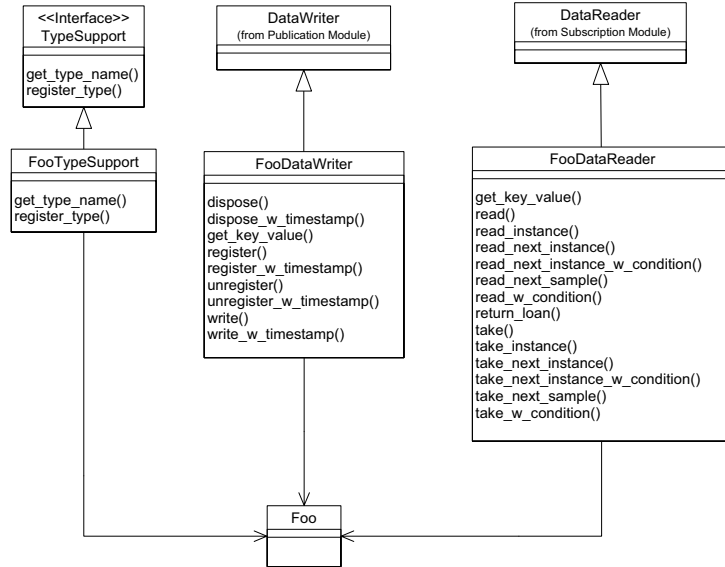 <<Interface>>
TypeSupport
get_type_name()
register_type()
DataWriter
(from Publication Module)
DataReader
(from Subscription Module)
FooTypeSupport
get_type_name()
register_type()
FooDataWriter
dispose()
dispose_w_timestamp()
get_key_value()
register()
register_w_timestamp()
unregister()
unregister_w_timestamp()
write()
write_w_timestamp()
FooDataReader
get_key_value()
read()
read_instance()
read_next_instance()
read_next_instance_w_condition()
read_next_sample()
read_w_condition()
return_loan()
take()
take_instance()
take_next_instance()
take_next_instance_w_condition()
take_next_sample()
take_w_condition()
Foo